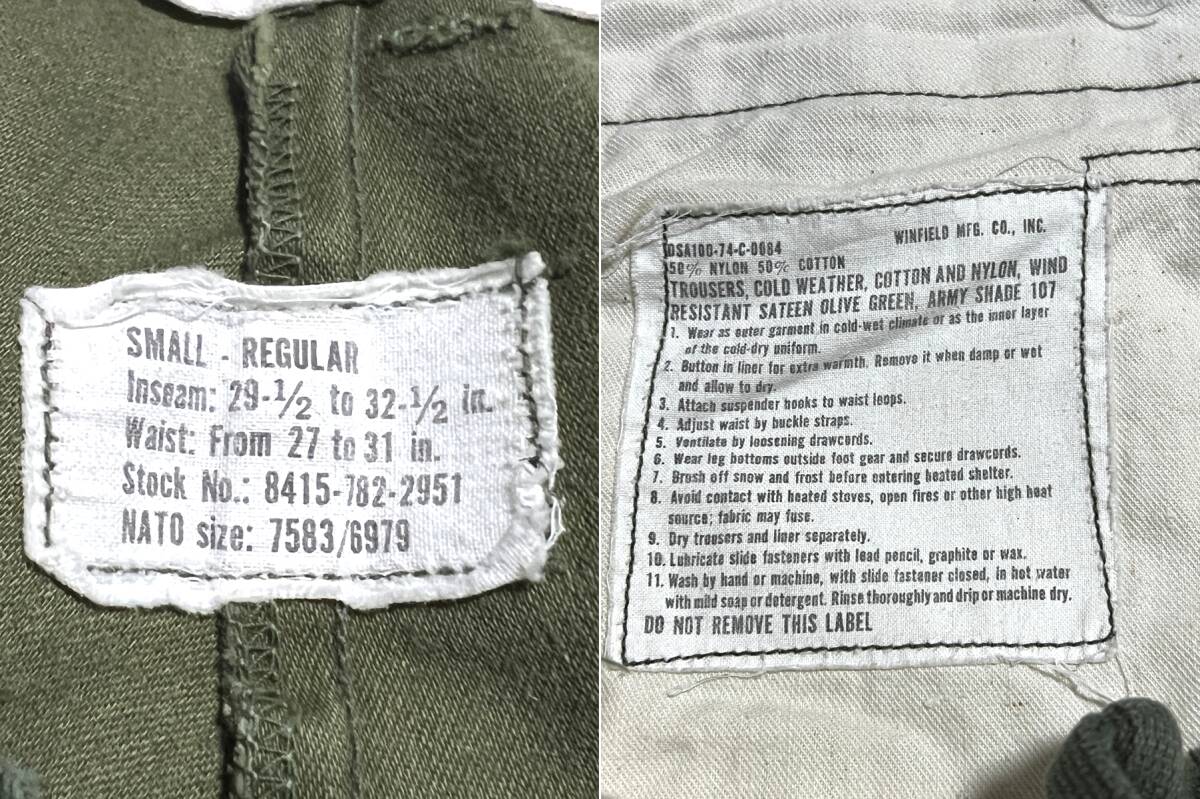 SMALL - REGULAR
Inseam: 29-1/2 to 32-1/2 in.
Waist: From 27 to 31 in.
Stock No.: 8415-782-2951
NATO size: 7583/6979
WINFIELD MFG. CO., INC.
DSA100-74-C-0084
50% NYLON 50% COTTON
TROUSERS, COLD WEATHER, COTTON AND NYLON, WIND
RESISTANT SATEEN OLIVE GREEN, ARMY SHADE 107
1. Wear as outer garment in cold-wet climate or as the inner layer
of the cold-dry uniform.
2. Button in liner for extra warmth. Remove it when damp or wet
and allow to dry.
3. Attach suspender hooks to waist loops.
4. Adjust waist by buckle straps.
5. Ventilate by loosening drawcords.
6. Wear leg bottoms outside foot gear and secure drawcords.
7. Brush off snow and frost before entering heated shelter.
8. Avoid contact with heated stoves, open fires or other high heat
source; fabric may fuse.
9. Dry trousers and liner separately.
10. Lubricate slide fasteners with lead pencil, graphite or wax.
11. Wash by hand or machine, with slide fastener closed, in hot water
with mild soap or detergent. Rinse thoroughly and drip or machine dry.
DO NOT REMOVE THIS LABEL